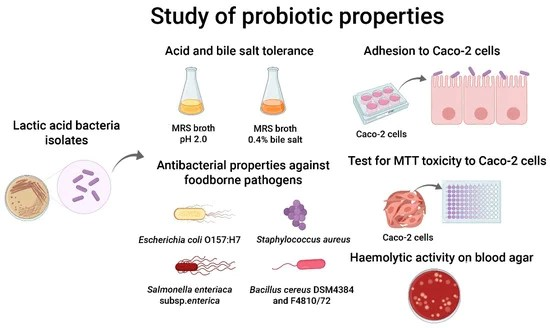 Study of probiotic properties
Lactic acid bacteria
isolates
Acid and bile salt tolerance
MRS broth
pH 2.0
MRS broth
0.4% bile salt
Antibacterial properties against
foodborne pathogens
Escherichia coli O157:H7
Staphylococcus aureus
Salmonella enteriaca
subsp.enterica
Bacillus cereus DSM4384
and F4810/72
Adhesion to Caco-2 cells
Caco-2 cells
Test for MTT toxicity to Caco-2 cells
Caco-2 cells
Haemolytic activity on blood agar